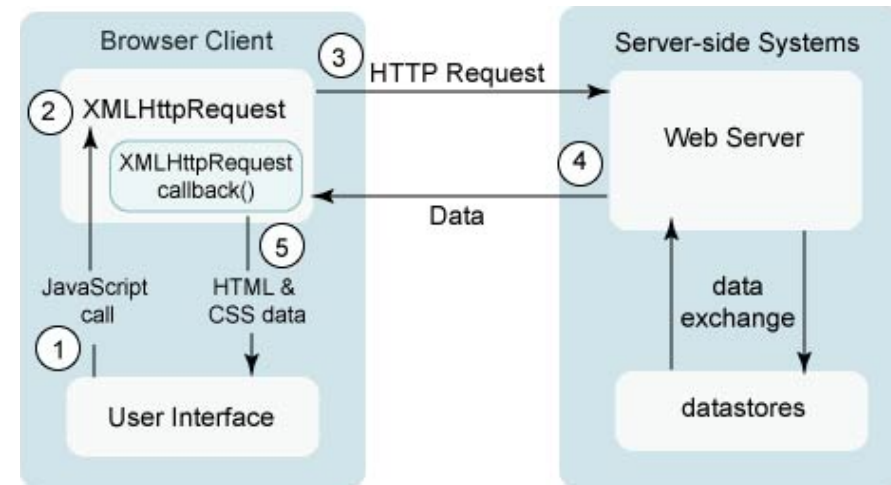 Browser Client
3
HTTP Request
Server-side Systems
2
XMLHttpRequest
XMLHttpRequest
callback()
Web Server
4
Data
5
JavaScript
call
HTML &
CSS data
data
exchange
1
User Interface
datastores